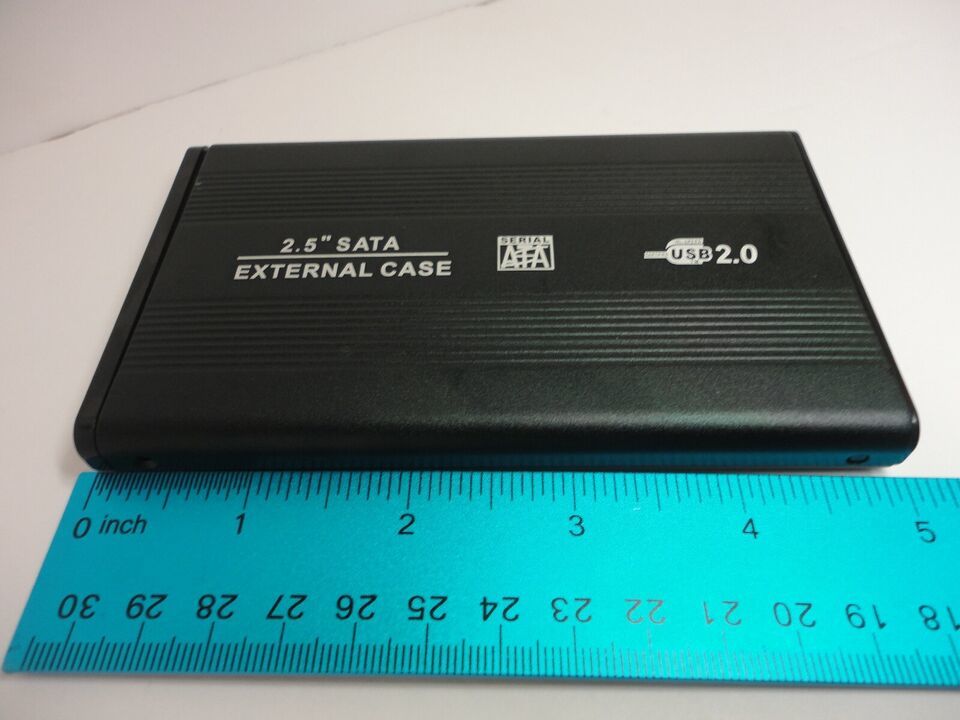 2.5" SATA
EXTERNAL CASE
SERIAL
ATA
USB 2.0
0 inch 1 2 3 4 5
30 29 28 27 26 25 24 23 22 21 20 19 18